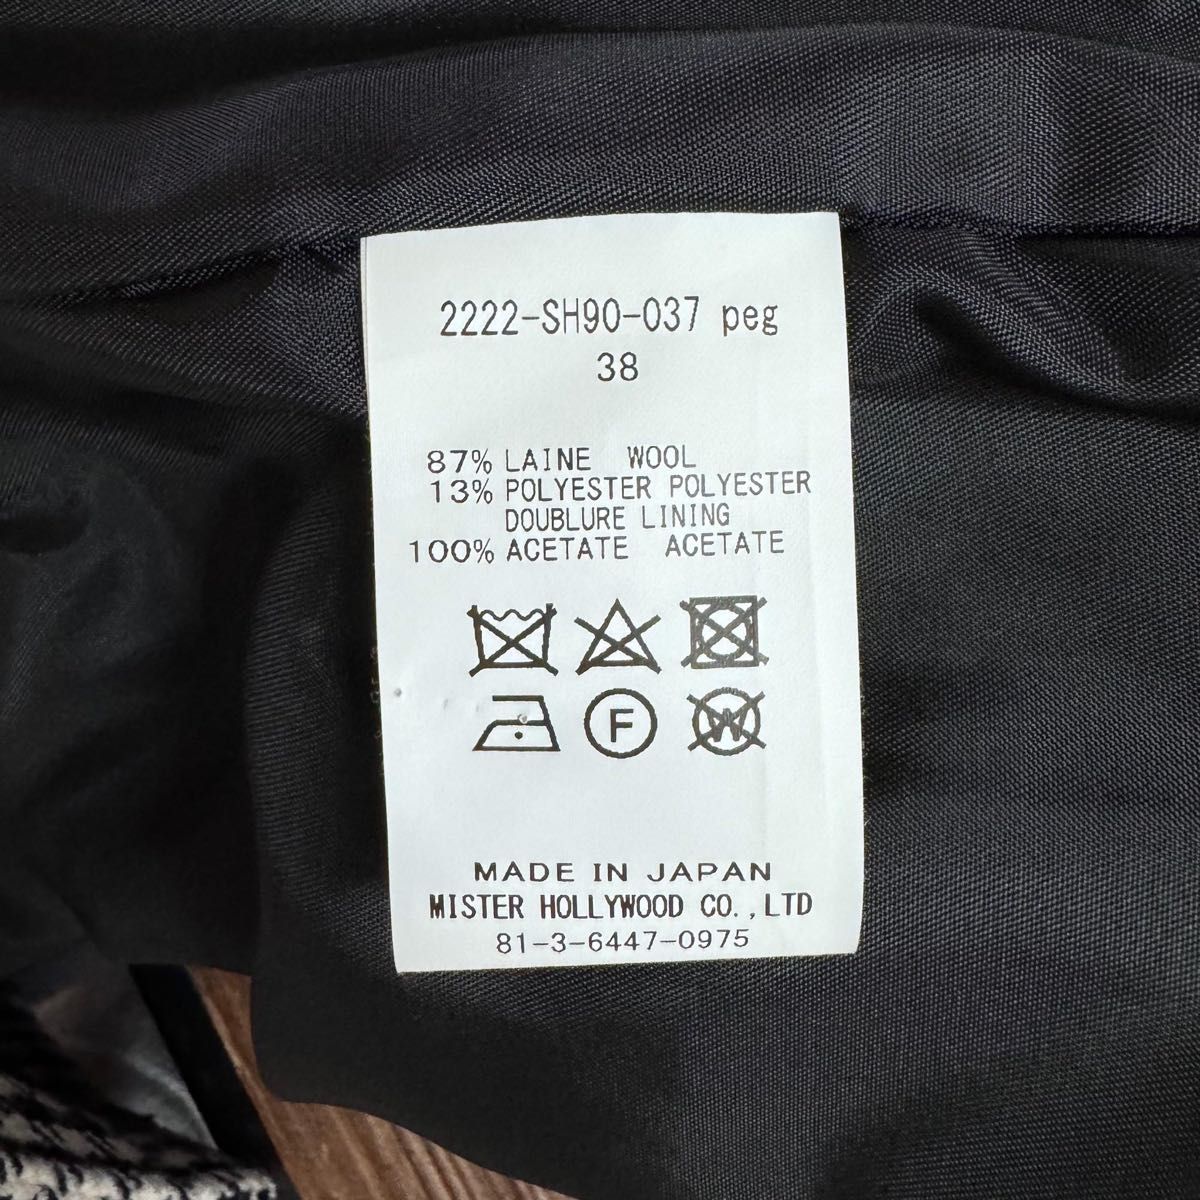 2222-SH90-037 peg
38
87% LAINE WOOL
13% POLYESTER POLYESTER
DOUBLURE LINING
100% ACETATE ACETATE
F
W
MADE IN JAPAN
MISTER HOLLYWOOD CO.,LTD
81-3-6447-0975